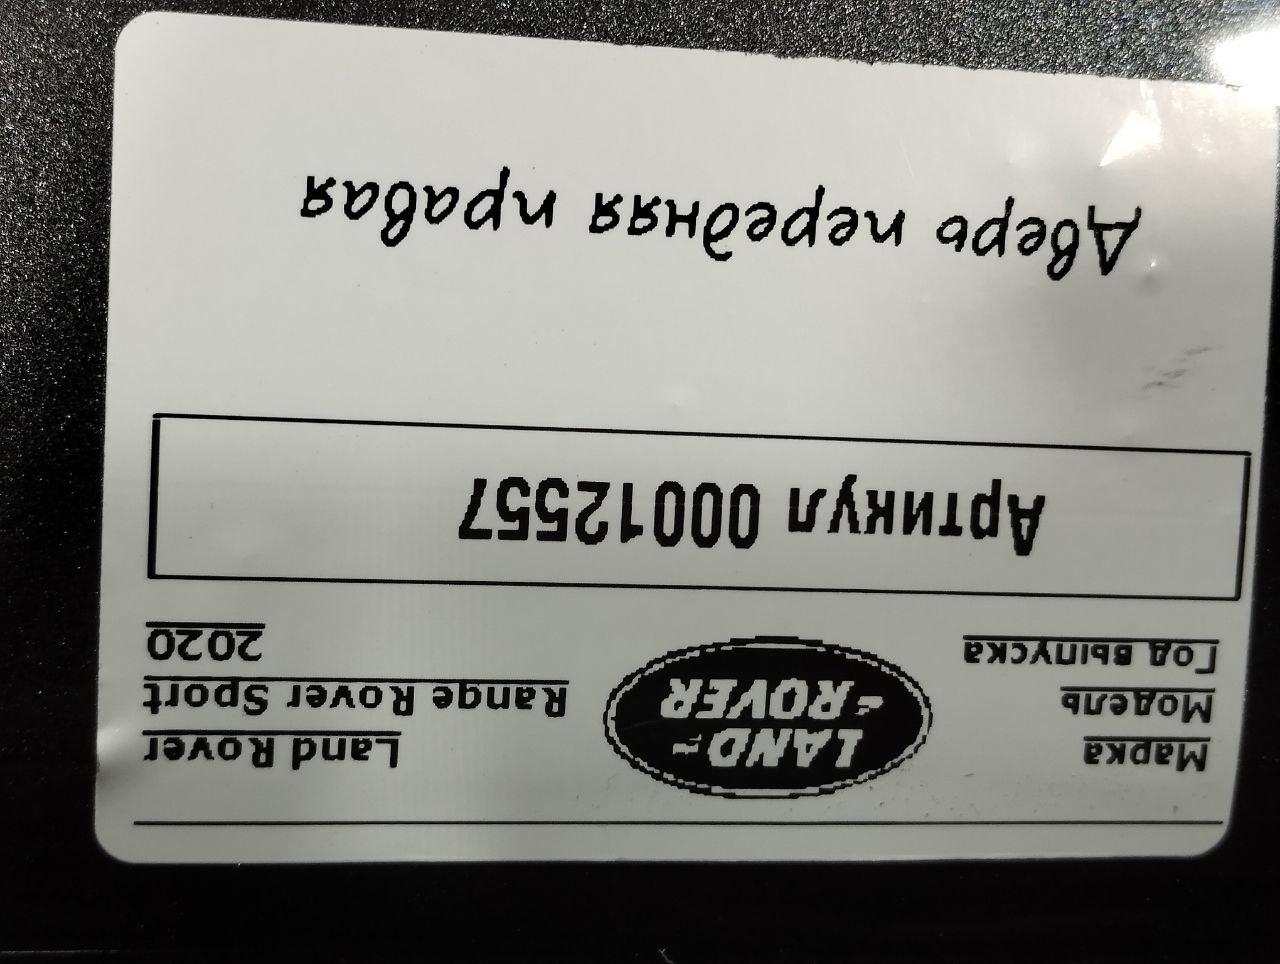 Марка
Land Rover
Модель
Range Rover Sport
Год выпуска
2020
LAND
ROVER
Артикул 00012557
Дверь передняя правая